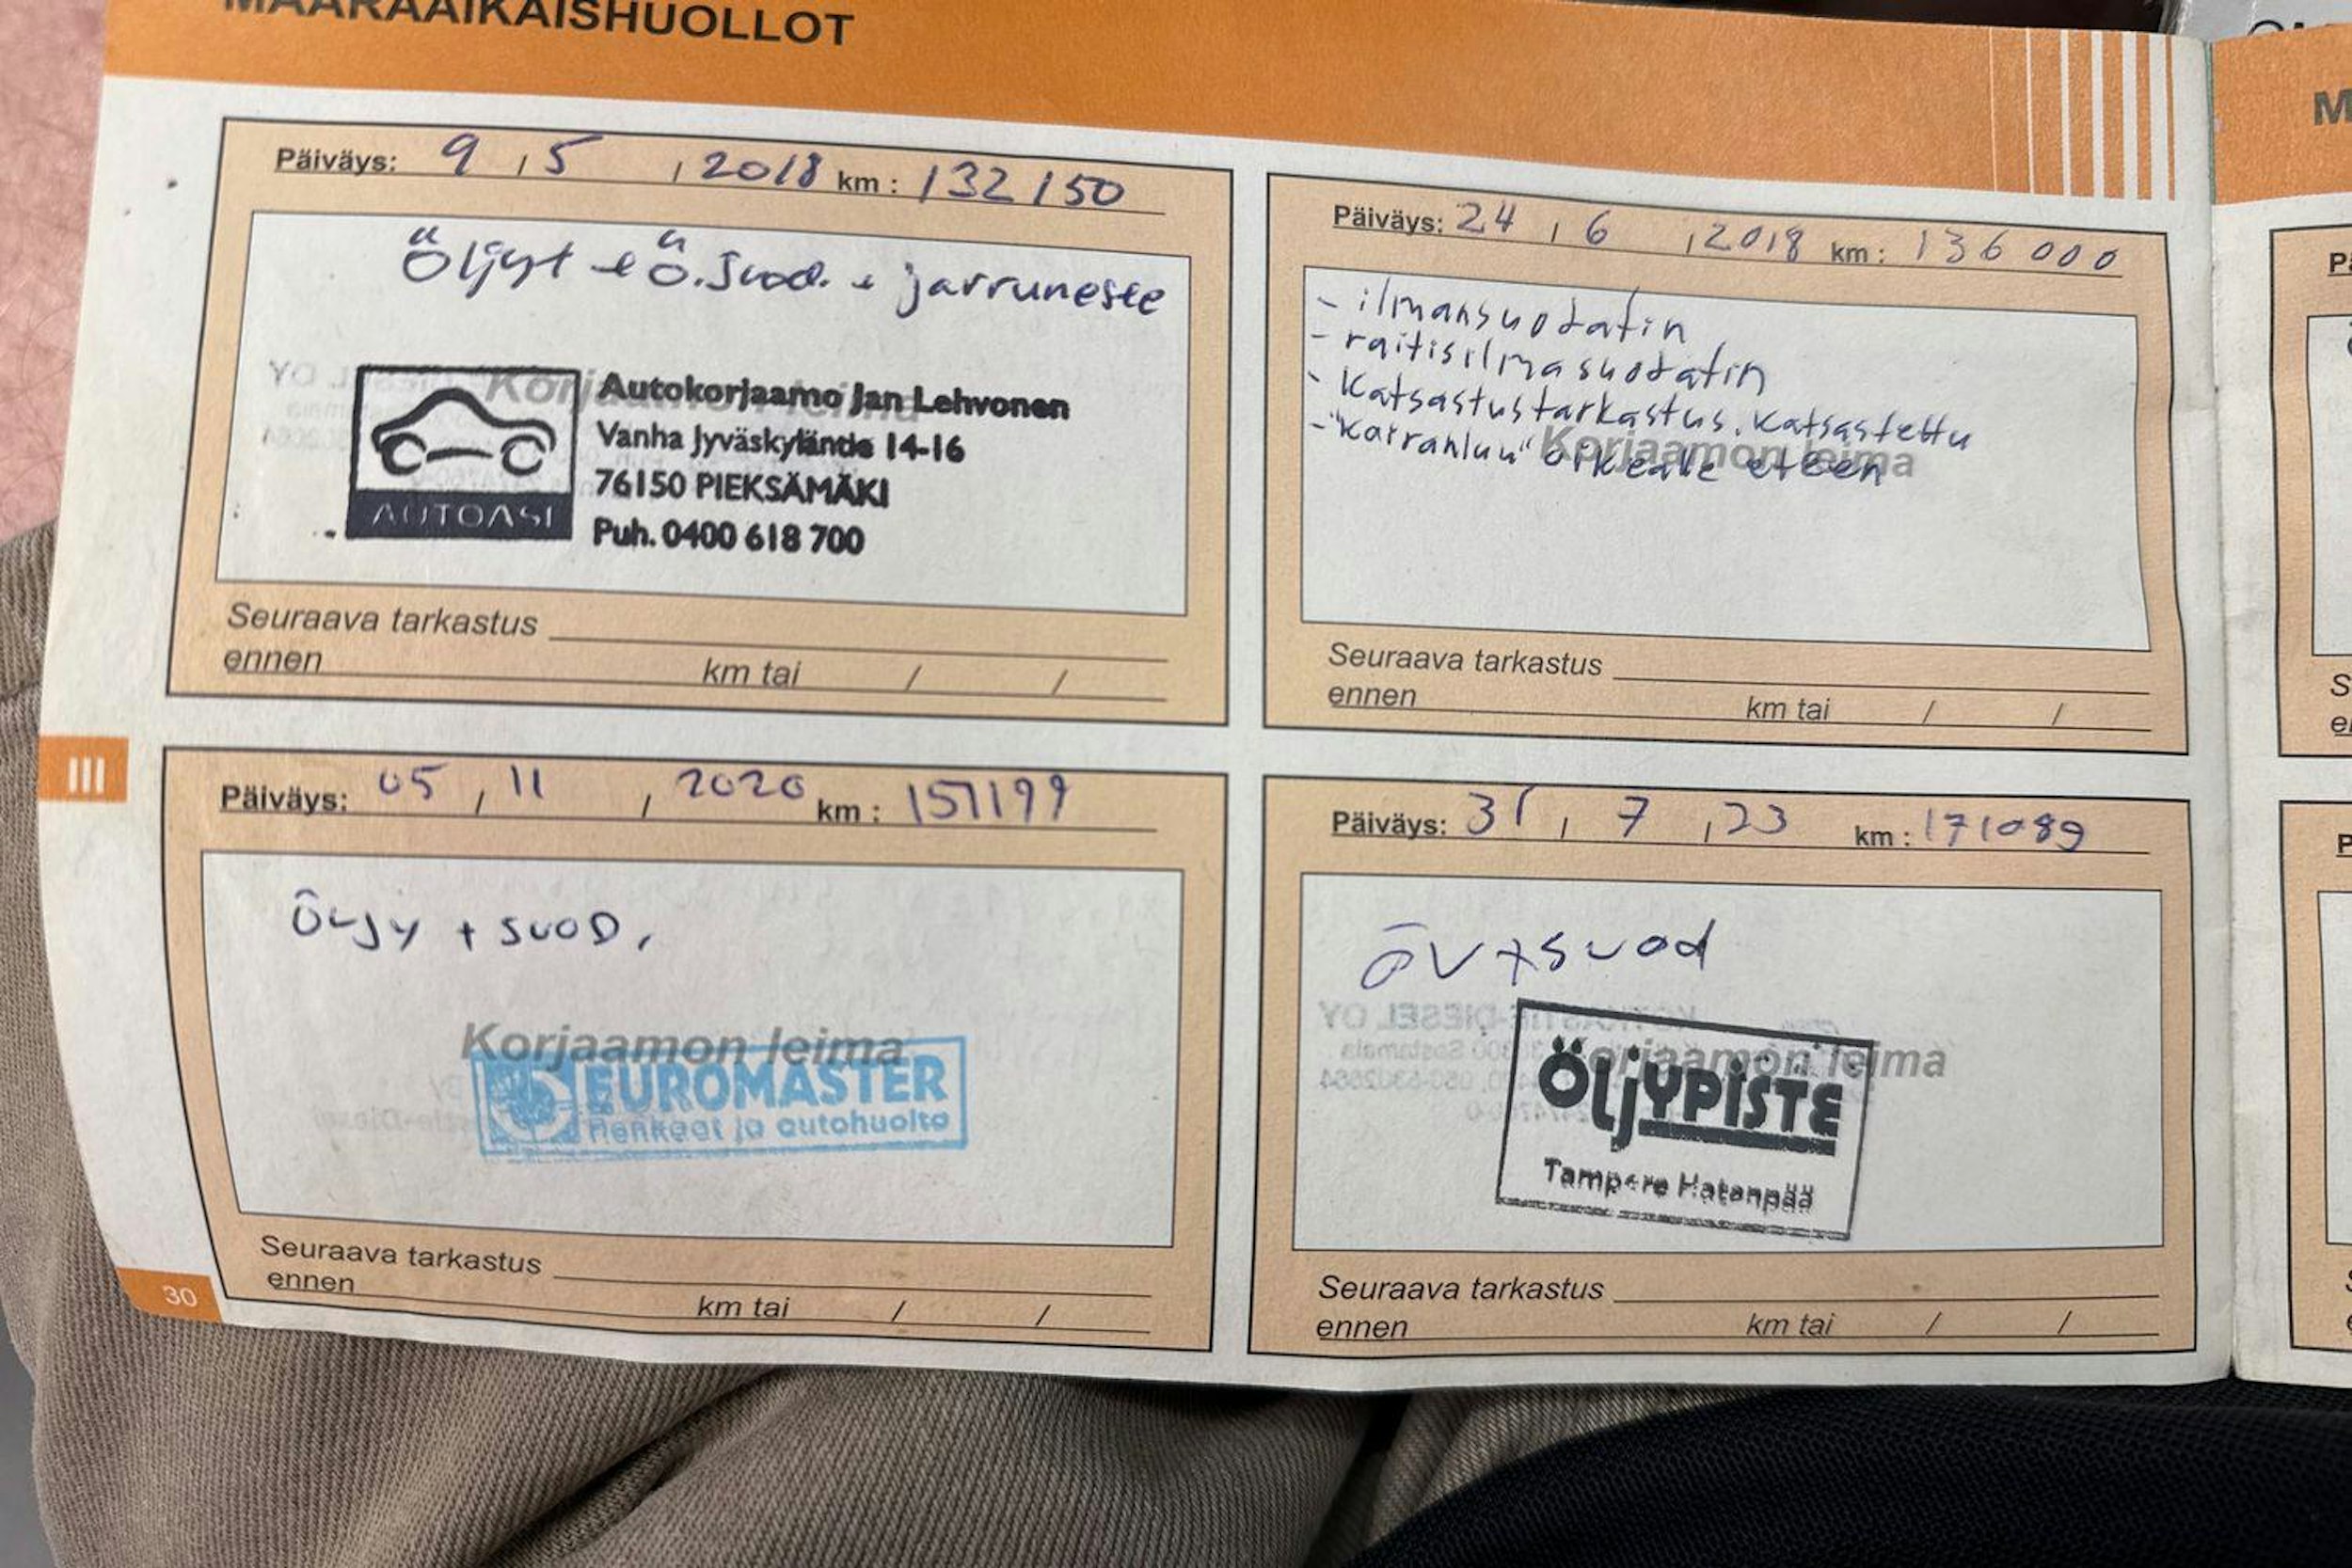 MÄÄRÄAIKAISHUOLLOT
Päiväys: 9 / 5 / 2018 km : 132150
Öljyt + ö.suod. + jarruneste
Korjaamon leima
Autokorjaamo Jan Lehvonen
Vanha Jyväskyläntie 14-16
76150 PIEKSÄMÄKI
Puh. 0400 618 700
AUTOASI
Seuraava tarkastus
ennen km tai / /
Päiväys: 24 / 6 / 2018 km : 136 000
- ilmansuodatin
- raitisilmasuodatin
- Katsastustarkastus. Katsastettu
- "Koiranluu" oikealle eteen
Korjaamon leima
Seuraava tarkastus
ennen km tai / /
III
Päiväys: 05 / 11 / 2020 km : 151199
ÖLJY + SUOD.
Korjaamon leima
EUROMASTER
Renkaat ja autohuolto
Seuraava tarkastus
ennen km tai / /
30
Päiväys: 31 / 7 / 23 km : 171089
ÖV + suod
Korjaamon leima
ÖLJYPISTE
Tampere Hatanpää
Seuraava tarkastus
ennen km tai / /